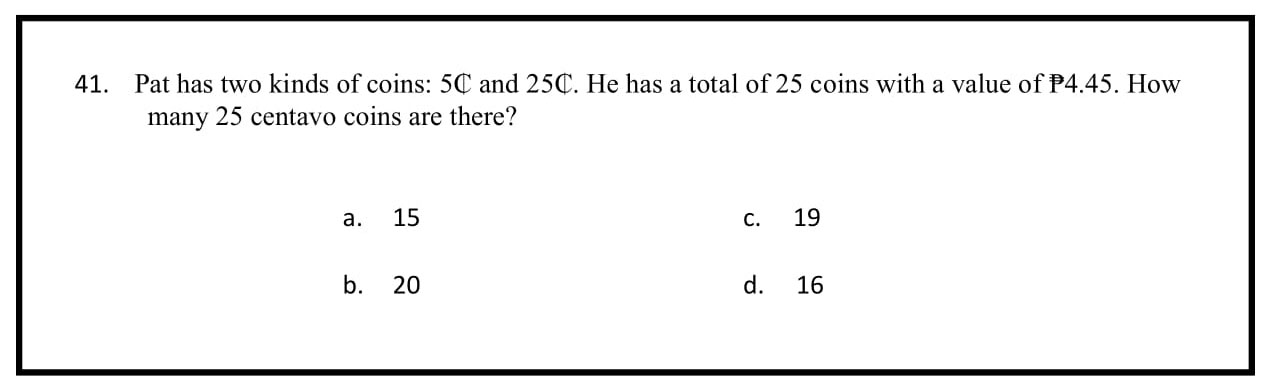 41. Pat has two kinds of coins: 5₵ and 25₵. He has a total of 25 coins with a value of ₱4.45. How
many 25 centavo coins are there?
a. 15 c. 19
b. 20 d. 16